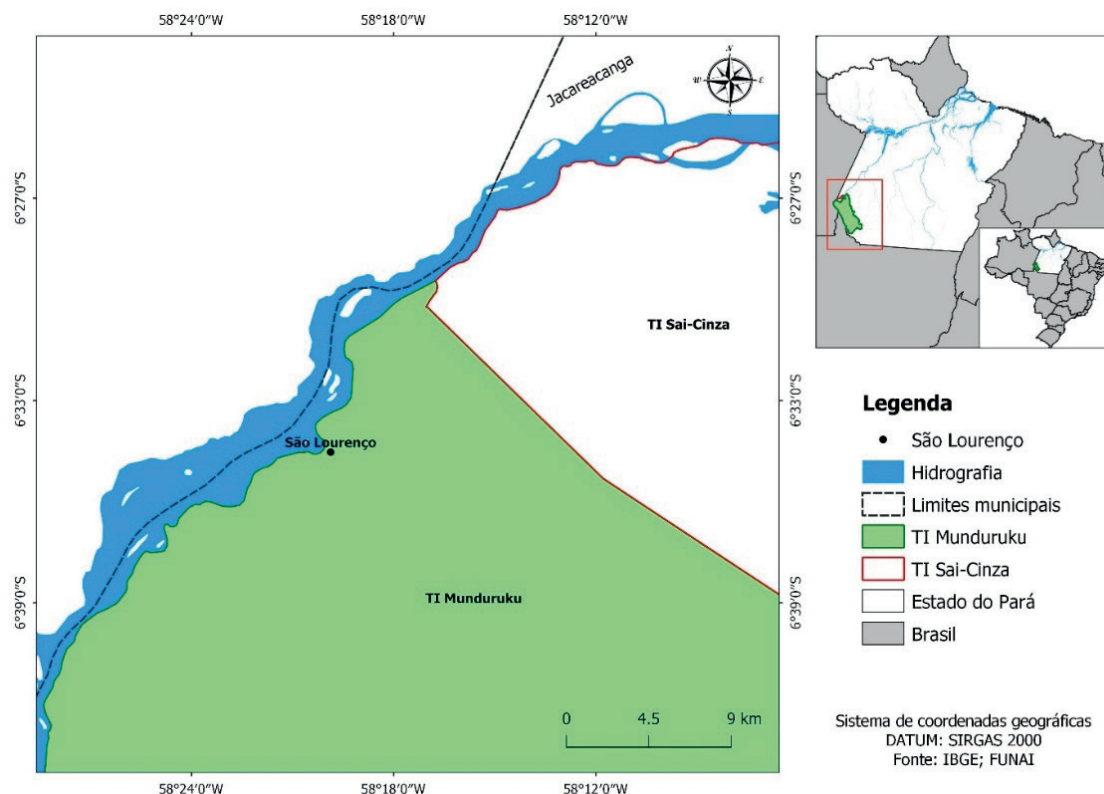 58°24′0″W
58°18′0″W
58°12′0″W
N
W
E
S
Jacareacanga
6°27′0″S
6°27′0″S
TI Sai-Cinza
6°33′0″S
6°33′0″S
São Lourenço
TI Munduruku
6°39′0″S
6°39′0″S
0 4.5 9 km
58°24′0″W
58°18′0″W
58°12′0″W
Legenda
São Lourenço
Hidrografia
Limites municipais
TI Munduruku
TI Sai-Cinza
Estado do Pará
Brasil
Sistema de coordenadas geográficas
DATUM: SIRGAS 2000
Fonte: IBGE; FUNAI